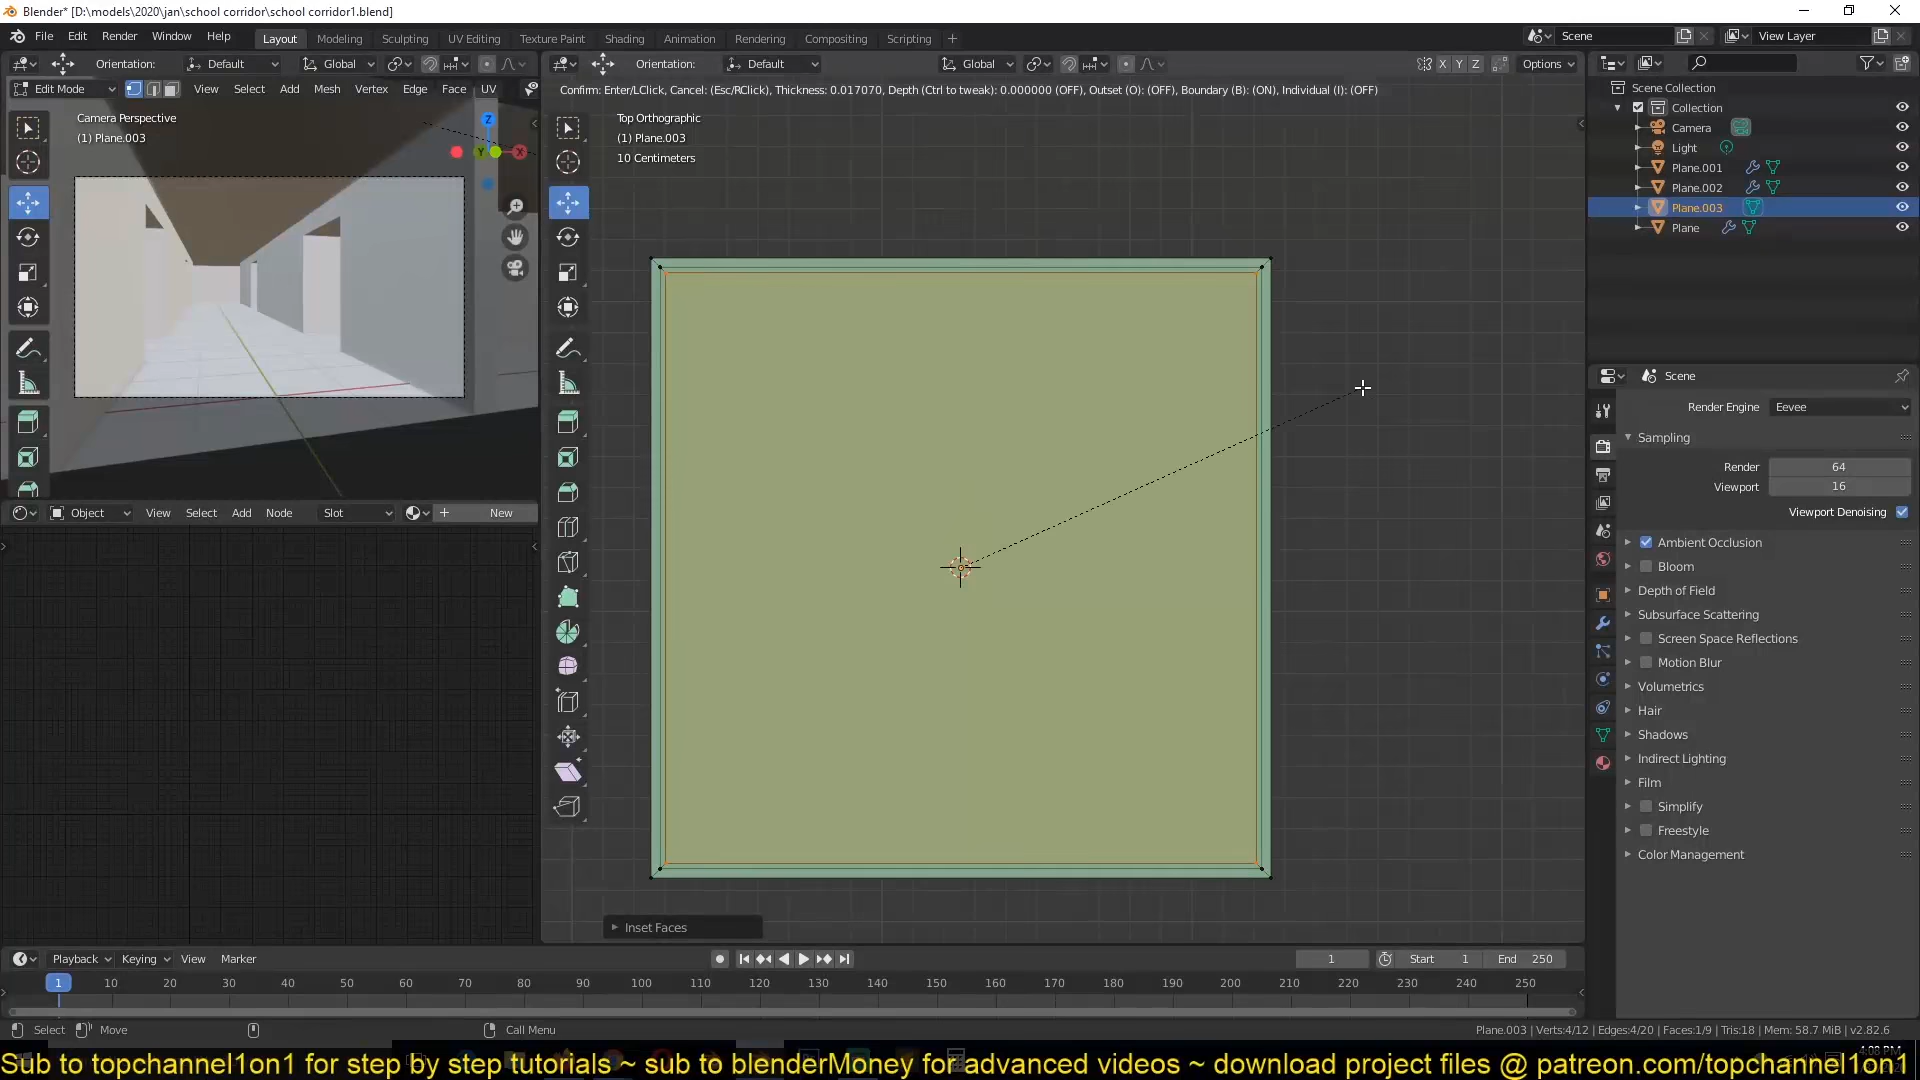 Blender* [D:\models\2020\jan\school corridor\school corridor1.blend]
File Edit Render Window Help Layout Modeling Sculpting UV Editing Texture Paint Shading Animation Rendering Compositing Scripting + Scene View Layer
Orientation: Default Global Orientation: Default Global X Y Z Options
Edit Mode View Select Add Mesh Vertex Edge Face UV
Confirm: Enter/LClick, Cancel: (Esc/RClick), Thickness: 0.017070, Depth (Ctrl to tweak): 0.000000 (OFF), Outset (O): (OFF), Boundary (B): (ON), Individual (I): (OFF)
Camera Perspective
(1) Plane.003
Z
Y
X
Top Orthographic
(1) Plane.003
10 Centimeters
Scene Collection
Collection
Camera
Light
Plane.001
Plane.002
Plane.003
Plane
Scene
Render Engine Eevee
Sampling
Render 64
Viewport 16
Viewport Denoising
Ambient Occlusion
Bloom
Depth of Field
Subsurface Scattering
Screen Space Reflections
Motion Blur
Volumetrics
Hair
Shadows
Indirect Lighting
Film
Simplify
Freestyle
Color Management
Object View Select Add Node Slot New
Inset Faces
Playback Keying View Marker 1 Start 1 End 250
1 10 20 30 40 50 60 70 80 90 100 110 120 130 140 150 160 170 180 190 200 210 220 230 240 250
Select Move Call Menu Plane.003 | Verts:4/12 | Edges:4/20 | Faces:1/9 | Tris:18 | Mem: 58.7 MiB | v2.82.6
4:08 PM
Sub to topchannel1on1 for step by step tutorials ~ sub to blenderMoney for advanced videos ~ download project files @ patreon.com/topchannel1on1